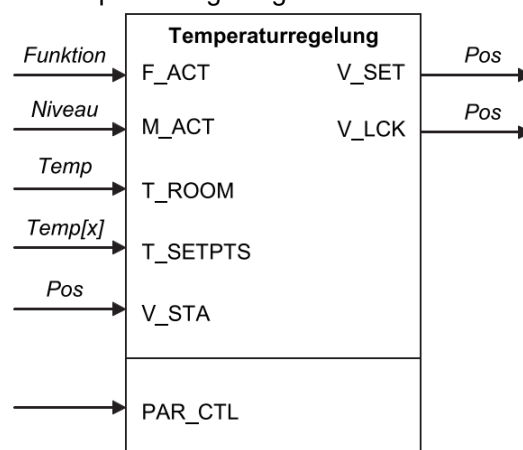 Temperaturregelung
Funktion
F_ACT
V_SET
Pos
Niveau
M_ACT
V_LCK
Pos
Temp
T_ROOM
Temp[x]
T_SETPTS
Pos
V_STA
PAR_CTL